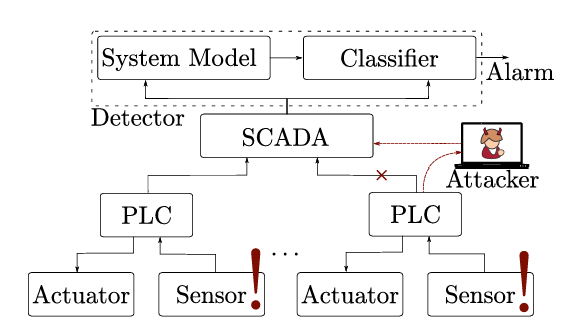 System Model
Classifier
Alarm
Detector
SCADA
Attacker
PLC
PLC
...
Actuator
Sensor
!
Actuator
Sensor
!